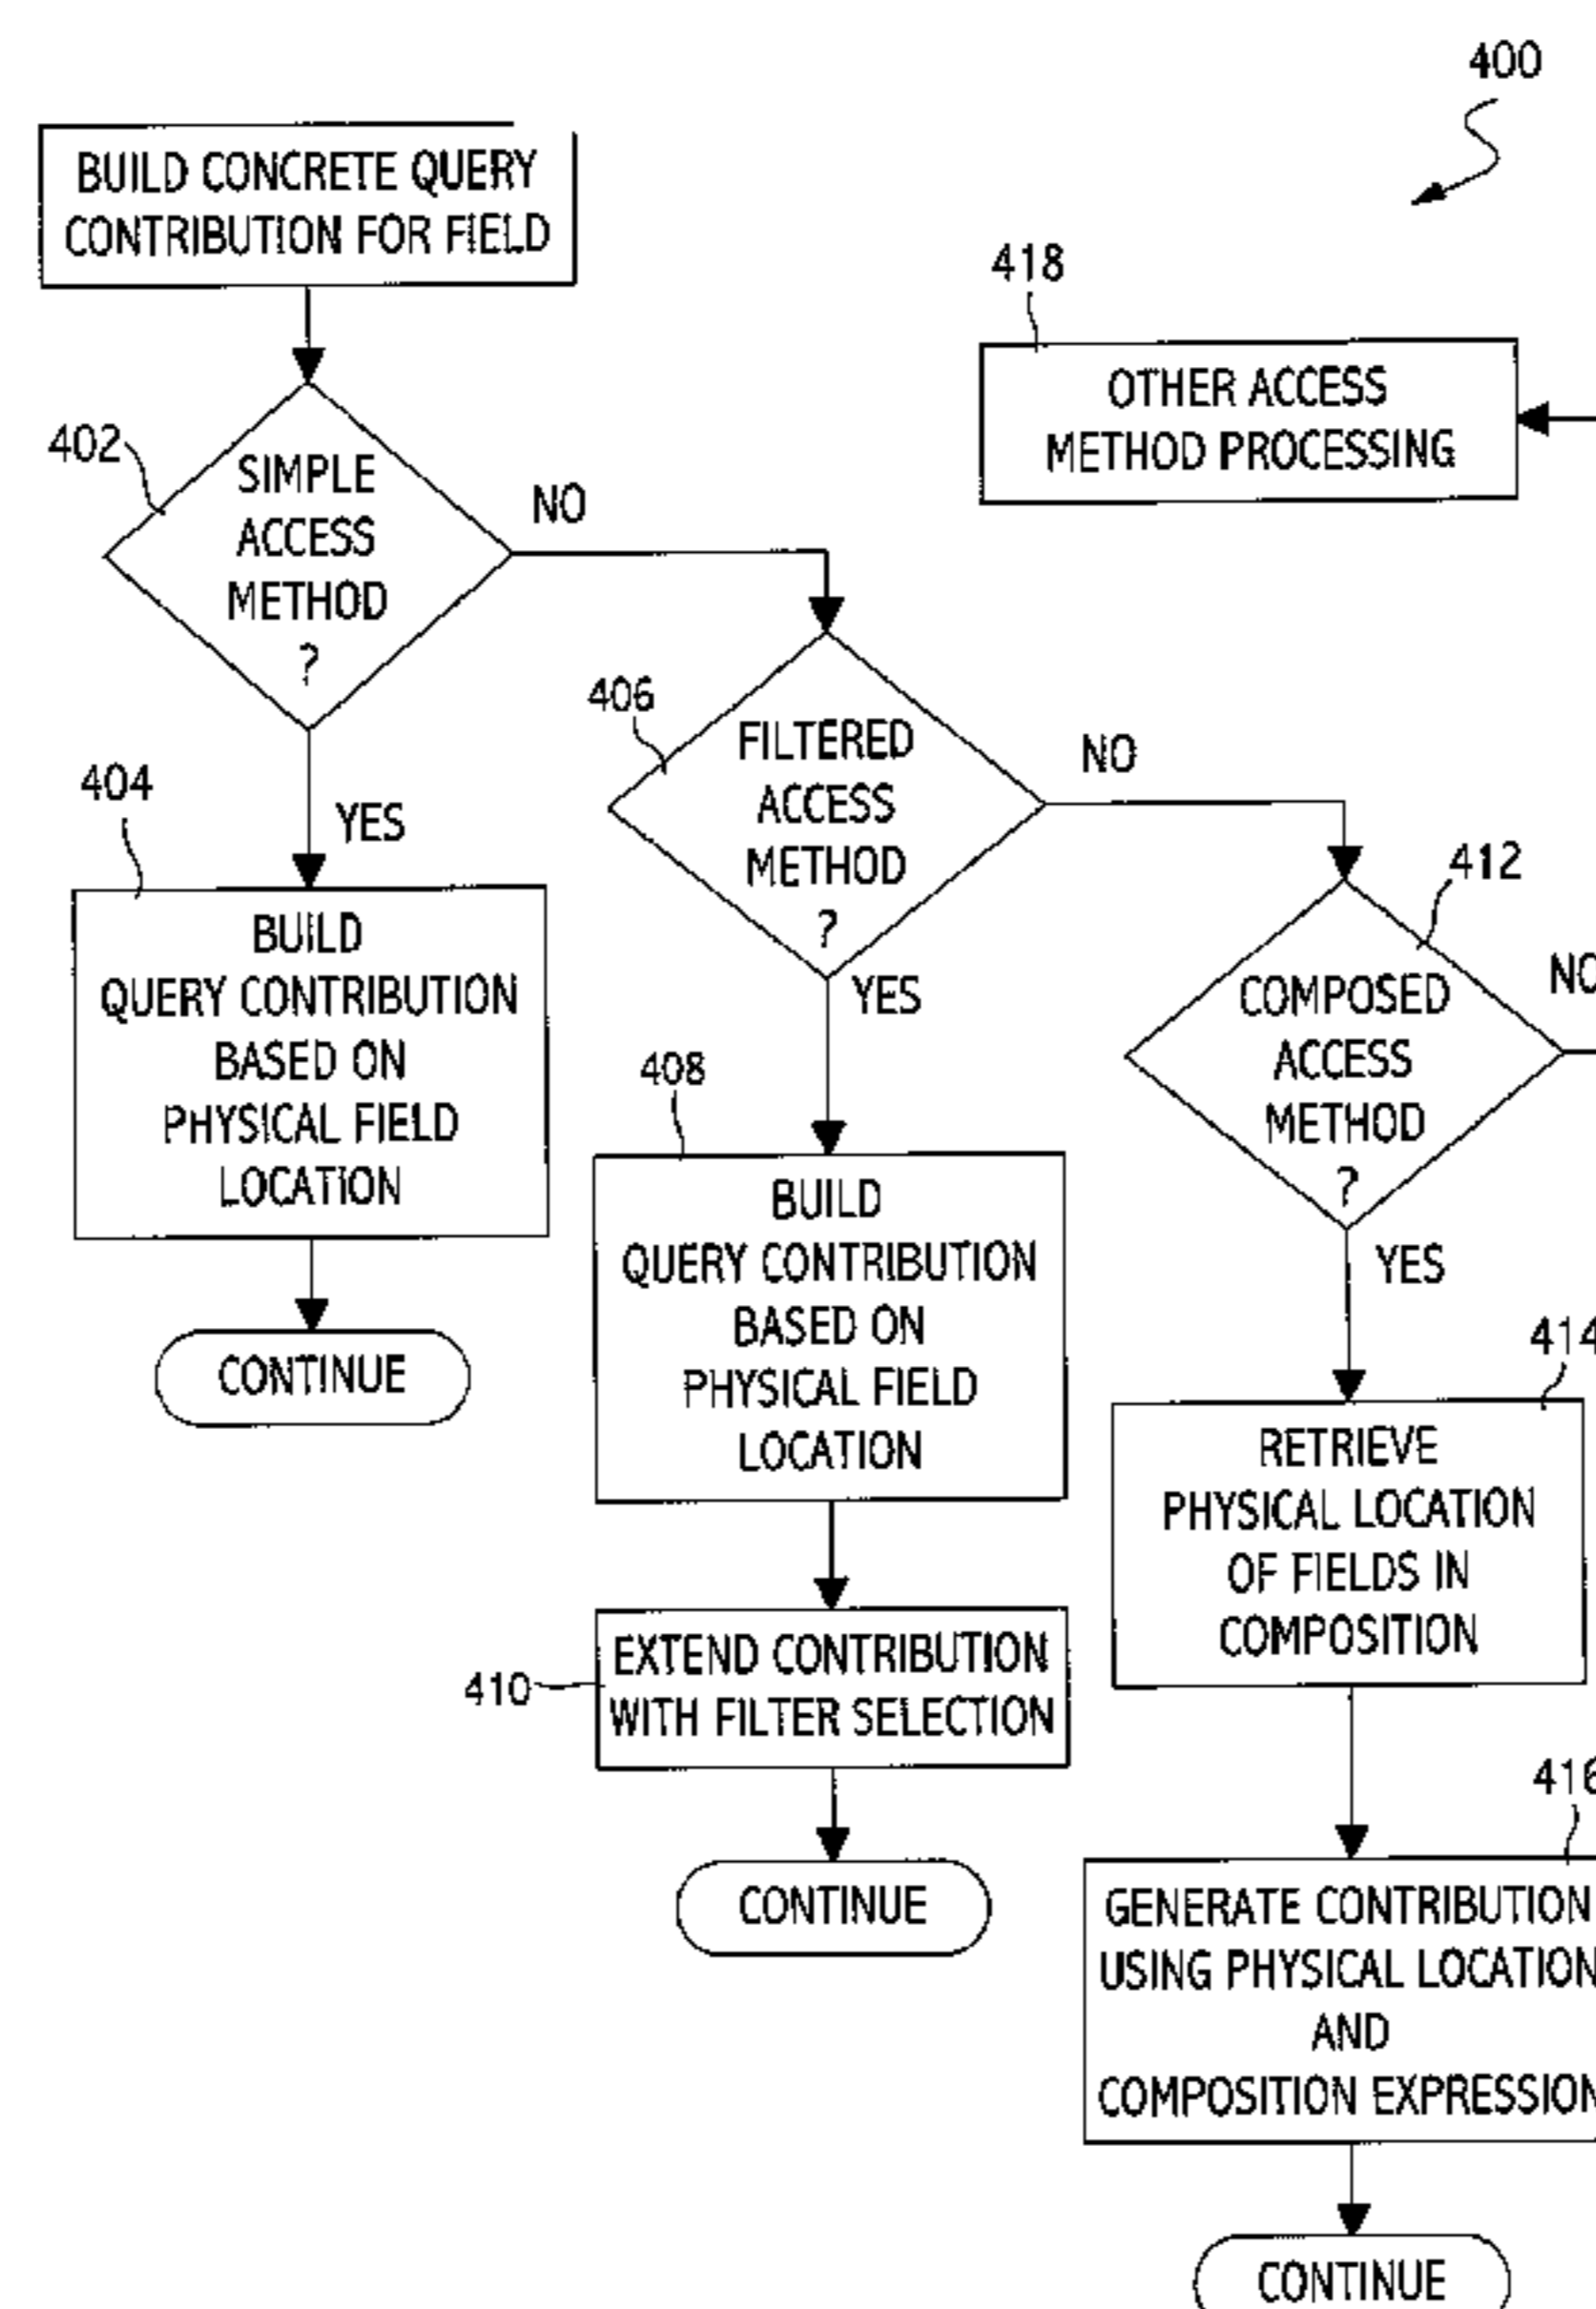 400
BUILD CONCRETE QUERY
CONTRIBUTION FOR FIELD
418
OTHER ACCESS
METHOD PROCESSING
402
SIMPLE
ACCESS
METHOD
?
NO
YES
404
BUILD
QUERY CONTRIBUTION
BASED ON
PHYSICAL FIELD
LOCATION
CONTINUE
406
FILTERED
ACCESS
METHOD
?
NO
YES
408
BUILD
QUERY CONTRIBUTION
BASED ON
PHYSICAL FIELD
LOCATION
410
EXTEND CONTRIBUTION
WITH FILTER SELECTION
CONTINUE
412
COMPOSED
ACCESS
METHOD
?
NO
YES
414
RETRIEVE
PHYSICAL LOCATION
OF FIELDS IN
COMPOSITION
416
GENERATE CONTRIBUTION
USING PHYSICAL LOCATION
AND
COMPOSITION EXPRESSION
CONTINUE